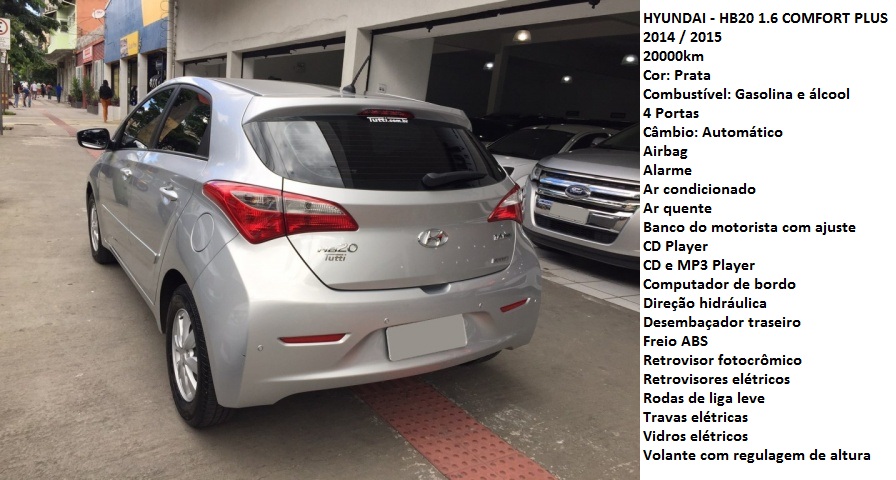 Tutti.com.br
HB20
Tutti
HYUNDAI - HB20 1.6 COMFORT PLUS
2014 / 2015
20000km
Cor: Prata
Combustível: Gasolina e álcool
4 Portas
Câmbio: Automático
Airbag
Alarme
Ar condicionado
Ar quente
Banco do motorista com ajuste
CD Player
CD e MP3 Player
Computador de bordo
Direção hidráulica
Desembaçador traseiro
Freio ABS
Retrovisor fotocrômico
Retrovisores elétricos
Rodas de liga leve
Travas elétricas
Vidros elétricos
Volante com regulagem de altura